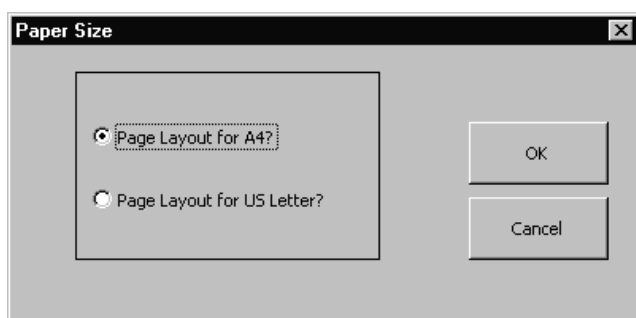 Paper Size
Page Layout for A4?
Page Layout for US Letter?
OK
Cancel